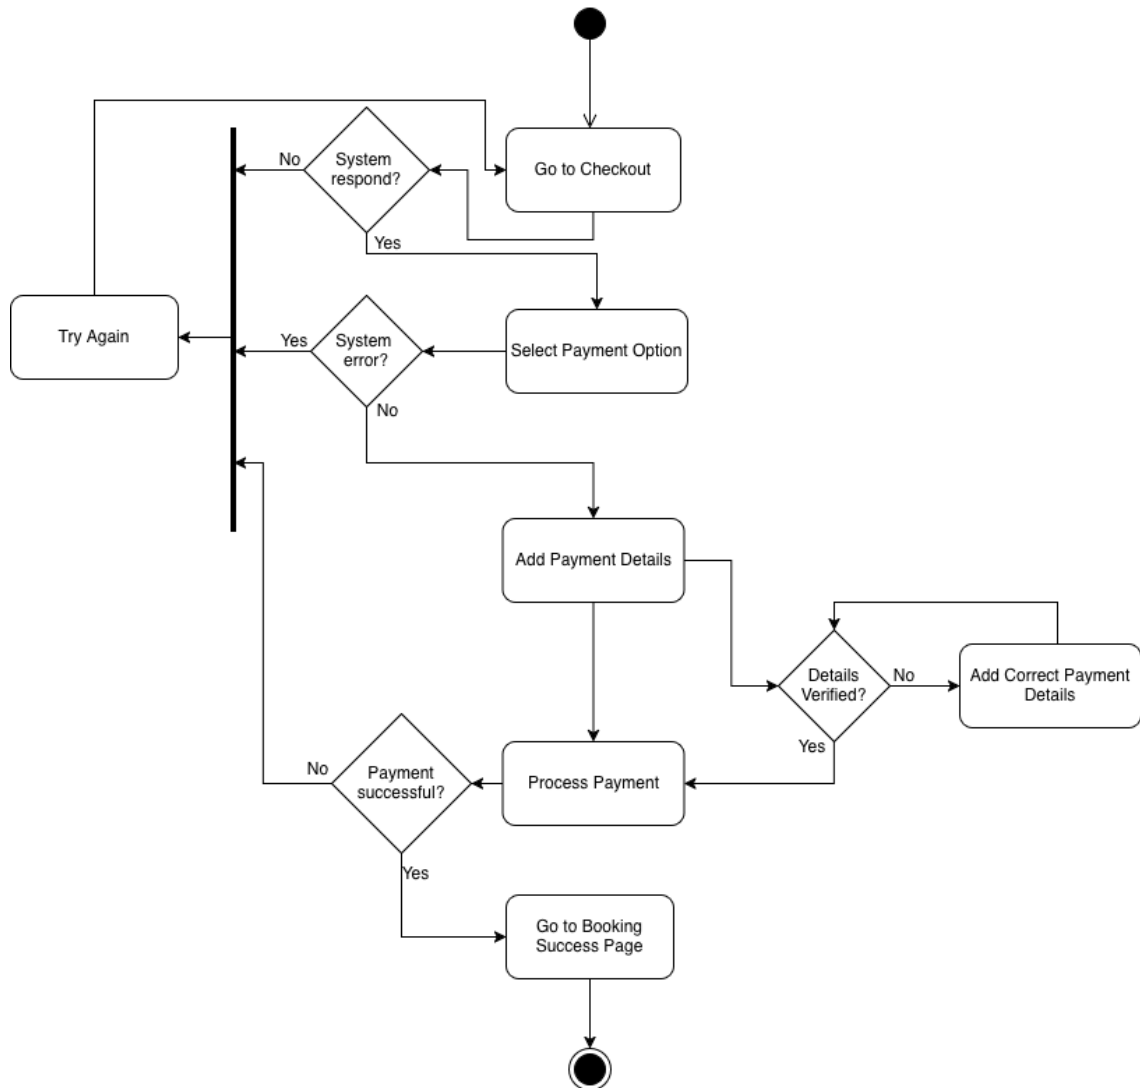 Go to Checkout
System
respond?
No
Yes
Try Again
System
error?
Yes
No
Select Payment Option
Add Payment Details
Details
Verified?
No
Yes
Add Correct Payment
Details
Process Payment
Payment
successful?
No
Yes
Go to Booking
Success Page